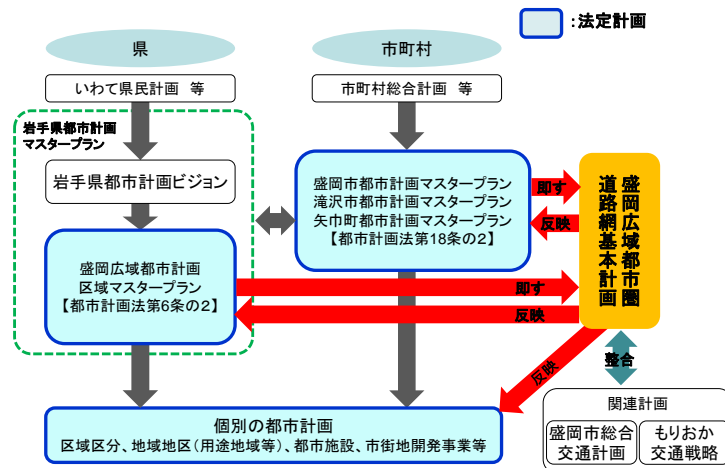 :法定計画
県
市町村
いわて県民計画 等
市町村総合計画 等
岩手県都市計画
マスタープラン
岩手県都市計画ビジョン
盛岡市都市計画マスタープラン
滝沢市都市計画マスタープラン
矢巾町都市計画マスタープラン
【都市計画法第18条の2】
即す
反映
盛岡広域都市圏
道路網基本計画
盛岡広域都市計画
区域マスタープラン
【都市計画法第6条の2】
即す
反映
反映
整合
個別の都市計画
区域区分、地域地区(用途地域等)、都市施設、市街地開発事業等
関連計画
盛岡市総合
交通計画
もりおか
交通戦略